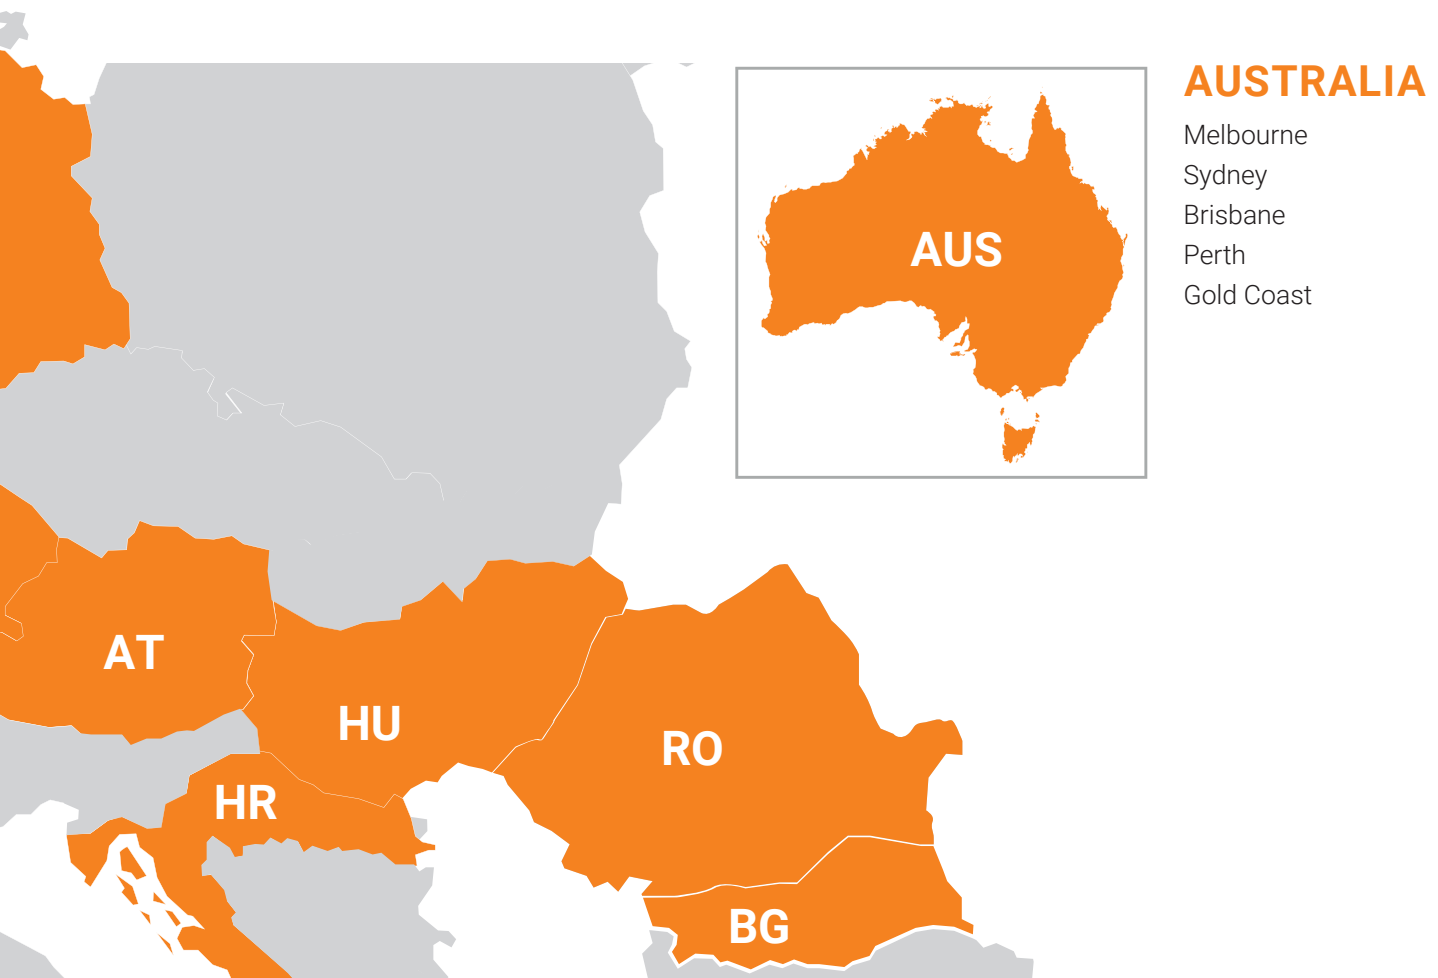 AUSTRALIA
Melbourne
Sydney
Brisbane
Perth
Gold Coast
AUS
AT
HU
RO
HR
BG